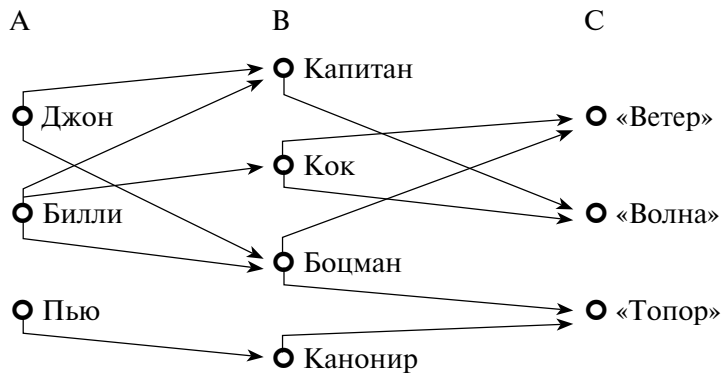 A B C
Капитан
Джон «Ветер»
Кок
Билли «Волна»
Боцман
Пью «Топор»
Канонир